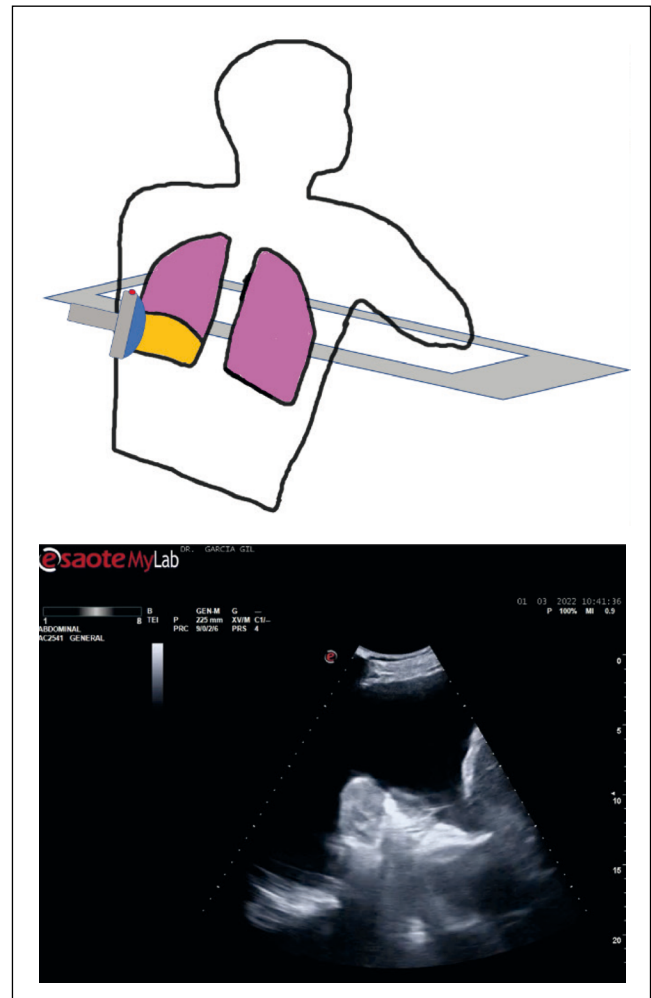 esaote MyLab DR. GARCIA GIL
01 03 2022 10:41:36
P 100% MI 0.9
B GEN-M G —
1 8 TEI P 225 mm XV/M C1/--
ABDOMINAL PRC 9/0/2/6 PRS 4
AC2541 GENERAL
e
0
5
10
15
20